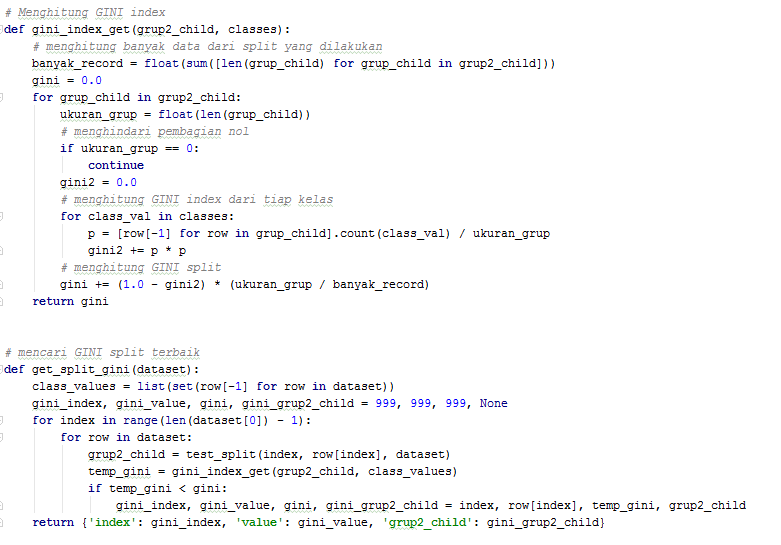 # Menghitung GINI index
def gini_index_get(grup2_child, classes):
    # menghitung banyak data dari split yang dilakukan
    banyak_record = float(sum([len(grup_child) for grup_child in grup2_child]))
    gini = 0.0
    for grup_child in grup2_child:
        ukuran_grup = float(len(grup_child))
        # menghindari pembagian nol
        if ukuran_grup == 0:
            continue
        gini2 = 0.0
        # menghitung GINI index dari tiap kelas
        for class_val in classes:
            p = [row[-1] for row in grup_child].count(class_val) / ukuran_grup
            gini2 += p * p
        # menghitung GINI split
        gini += (1.0 - gini2) * (ukuran_grup / banyak_record)
    return gini
# mencari GINI split terbaik
def get_split_gini(dataset):
    class_values = list(set(row[-1] for row in dataset))
    gini_index, gini_value, gini, gini_grup2_child = 999, 999, 999, None
    for index in range(len(dataset[0]) - 1):
        for row in dataset:
            grup2_child = test_split(index, row[index], dataset)
            temp_gini = gini_index_get(grup2_child, class_values)
            if temp_gini < gini:
                gini_index, gini_value, gini, gini_grup2_child = index, row[index], temp_gini, grup2_child
    return {'index': gini_index, 'value': gini_value, 'grup2_child': gini_grup2_child}